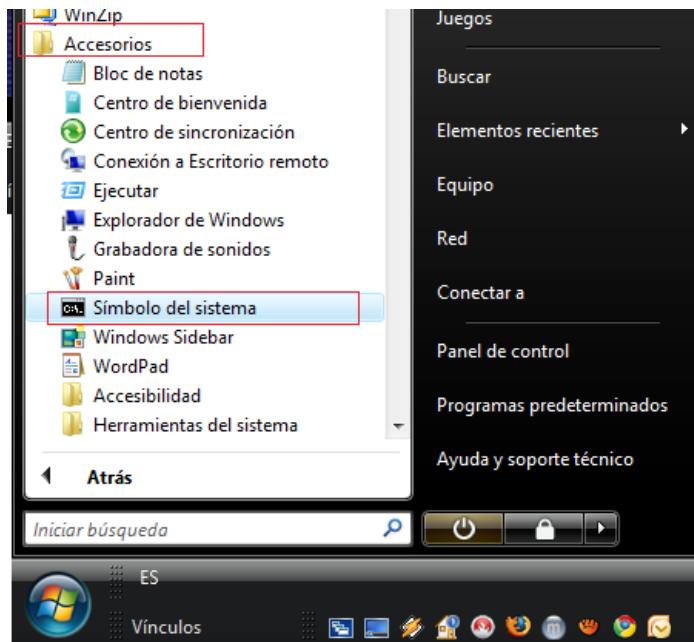 WinZip
Accesorios
Bloc de notas
Centro de bienvenida
Centro de sincronización
Conexión a Escritorio remoto
Ejecutar
Explorador de Windows
Grabadora de sonidos
Paint
Símbolo del sistema
Windows Sidebar
WordPad
Accesibilidad
Herramientas del sistema
Atrás
Iniciar búsqueda
Juegos
Buscar
Elementos recientes
Equipo
Red
Conectar a
Panel de control
Programas predeterminados
Ayuda y soporte técnico
ES
Vínculos